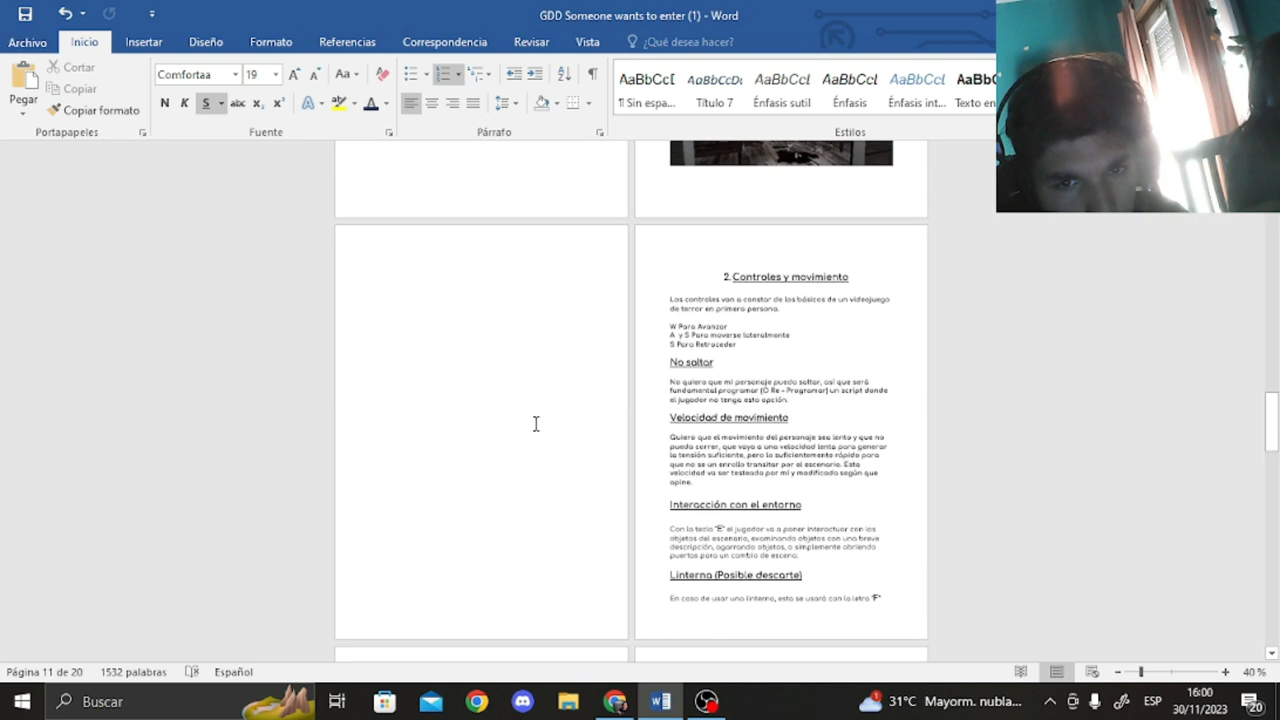 GDD Someone wants to enter (1) - Word
Archivo Inicio Insertar Diseño Formato Referencias Correspondencia Revisar Vista ¿Qué desea hacer?
Pegar
Cortar
Copiar
Copiar formato
Portapapeles
Comfortaa 19
N K S abc x₂ x²
Fuente
Párrafo
AaBbCcI AaBbCcDı AaBbCcI AaBbCcI AaBbCcI AaBb
¶ Sin espa... Título 7 Énfasis sutil Énfasis Énfasis int... Texto en
Estilos
2. Controles y movimiento
Los controles van a constar de los básicos de un videojuego
de terror en primera persona.
W Para Avanzar
A y S Para moverse lateralmente
S Para Retroceder
No saltar
No quiero que mi personaje pueda saltar, así que será
fundamental programar (O Re - Programar) un script donde
el jugador no tenga esta opción.
Velocidad de movimiento
Quiero que el movimiento del personaje sea lento y que no
pueda correr, que vaya a una velocidad lenta para generar
la tensión suficiente, pero lo suficientemente rápido para
que no se un enrollo transitar por el escenario. Esta
velocidad va ser testeada por mí y modificada según que
opine.
Interacción con el entorno
Con la tecla "E" el jugador va a poner interactuar con los
objetos del escenario, examinando objetos con una breve
descripción, agarrando objetos, o simplemente abriendo
puertas para un cambio de escena.
Linterna (Posible descarte)
En caso de usar una linterna, esta se usará con la letra "F"
Página 11 de 20 1532 palabras Español 40 %
Buscar 1 31°C Mayorm. nubla... ESP 16:00
30/11/2023 20